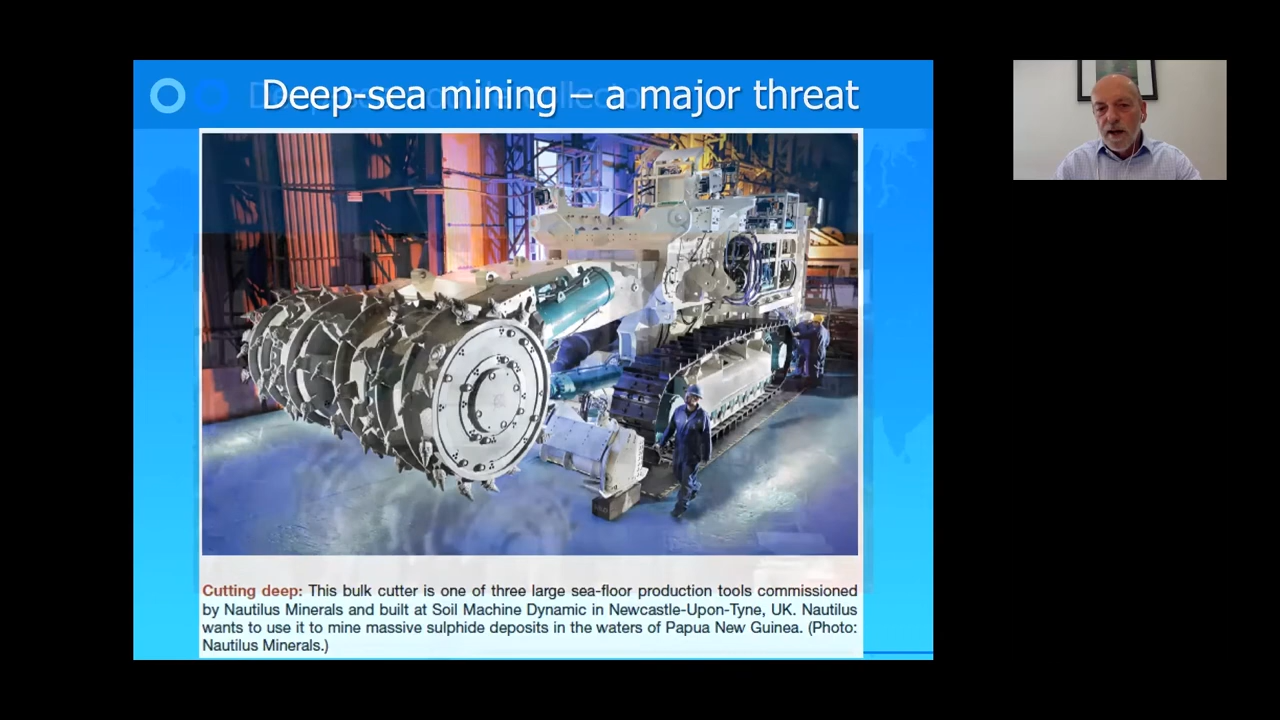 Deep-sea mining – a major threat
Cutting deep: This bulk cutter is one of three large sea-floor production tools commissioned
by Nautilus Minerals and built at Soil Machine Dynamic in Newcastle-Upon-Tyne, UK. Nautilus
wants to use it to mine massive sulphide deposits in the waters of Papua New Guinea. (Photo:
Nautilus Minerals.)